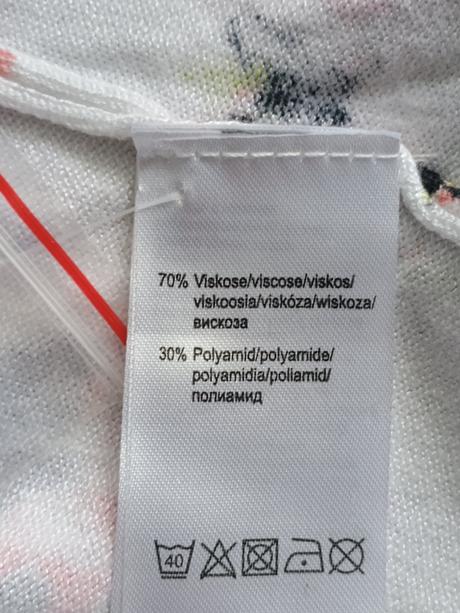 70% Viskose/viscose/viskos/
viskoosia/viskóza/wiskoza/
вискоза
30% Polyamid/polyamide/
polyamidia/poliamid/
полиамид
40